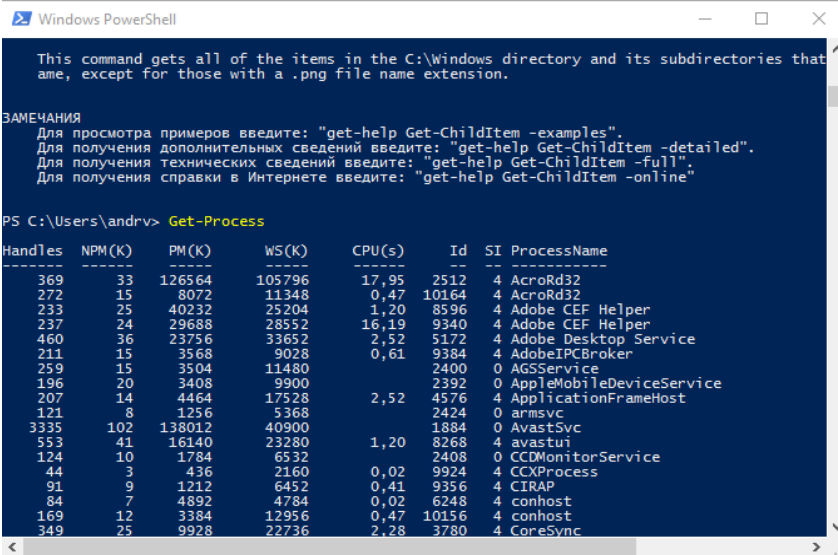 Windows PowerShell
This command gets all of the items in the C:\Windows directory and its subdirectories that
ame, except for those with a .png file name extension.
ЗАМЕЧАНИЯ
Для просмотра примеров введите: "get-help Get-ChildItem -examples".
Для получения дополнительных сведений введите: "get-help Get-ChildItem -detailed".
Для получения технических сведений введите: "get-help Get-ChildItem -full".
Для получения справки в Интернете введите: "get-help Get-ChildItem -online"
PS C:\Users\andrv> Get-Process
Handles NPM(K) PM(K) WS(K) CPU(s) Id SI ProcessName
------- ------ ----- ----- ------ -- -- -----------
369 33 126564 105796 17,95 2512 4 AcroRd32
272 15 8072 11348 0,47 10164 4 AcroRd32
233 25 40232 25204 1,20 8596 4 Adobe CEF Helper
237 24 29688 28552 16,19 9340 4 Adobe CEF Helper
460 36 23756 33652 2,52 5172 4 Adobe Desktop Service
211 15 3568 9028 0,61 9384 4 AdobeIPCBroker
259 15 3504 11480 2400 0 AGSService
196 20 3408 9900 2392 0 AppleMobileDeviceService
207 14 4464 17528 2,52 4576 4 ApplicationFrameHost
121 8 1256 5368 2424 0 armsvc
3335 102 138012 40900 1884 0 AvastSvc
553 41 16140 23280 1,20 8268 4 avastui
124 10 1784 6532 2408 0 CCDMonitorService
44 3 436 2160 0,02 9924 4 CCXProcess
91 9 1212 6452 0,41 9356 4 CIRAP
84 7 4892 4784 0,02 6248 4 conhost
169 12 3384 12956 0,47 10156 4 conhost
349 25 9928 22736 2,28 3780 4 CoreSync